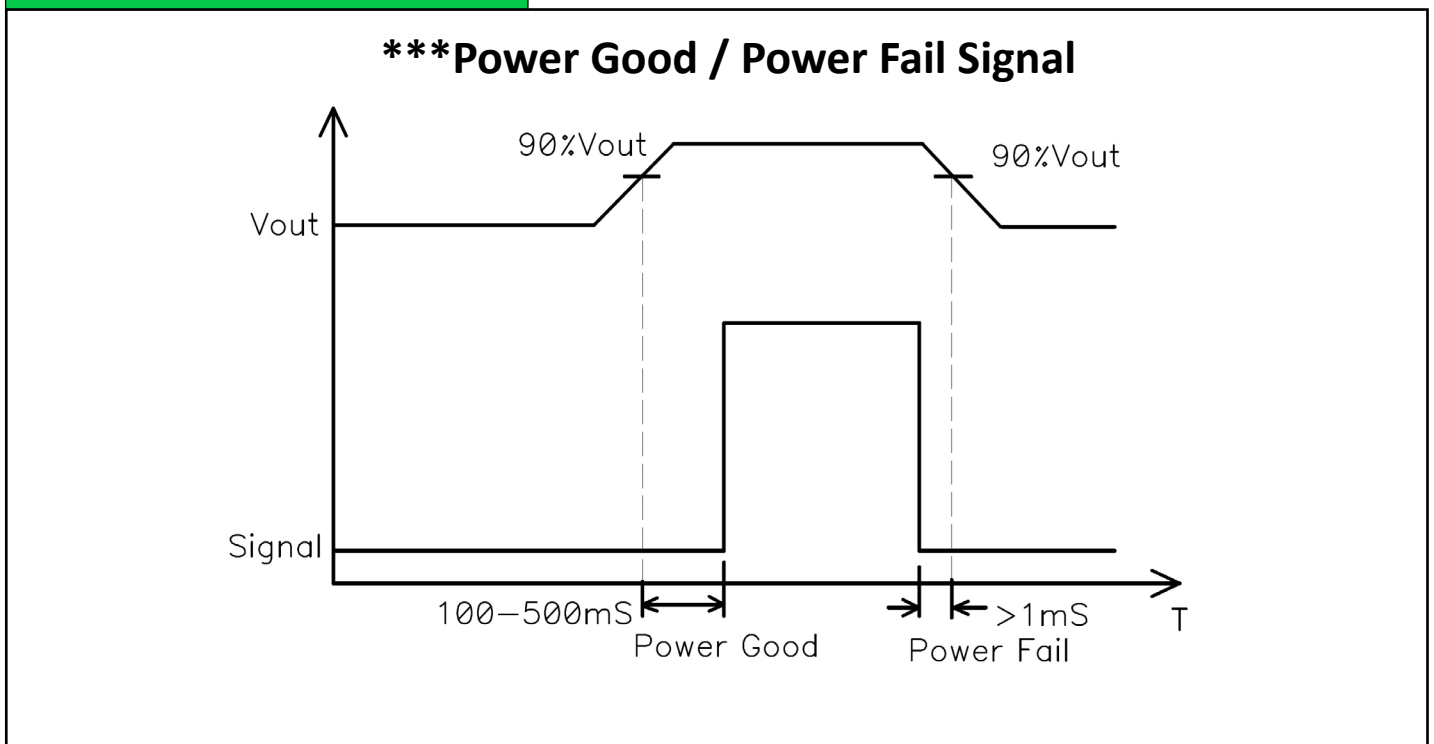 ***Power Good / Power Fail Signal
90%Vout
90%Vout
Vout
Signal
100-500mS
>1mS
T
Power Good
Power Fail